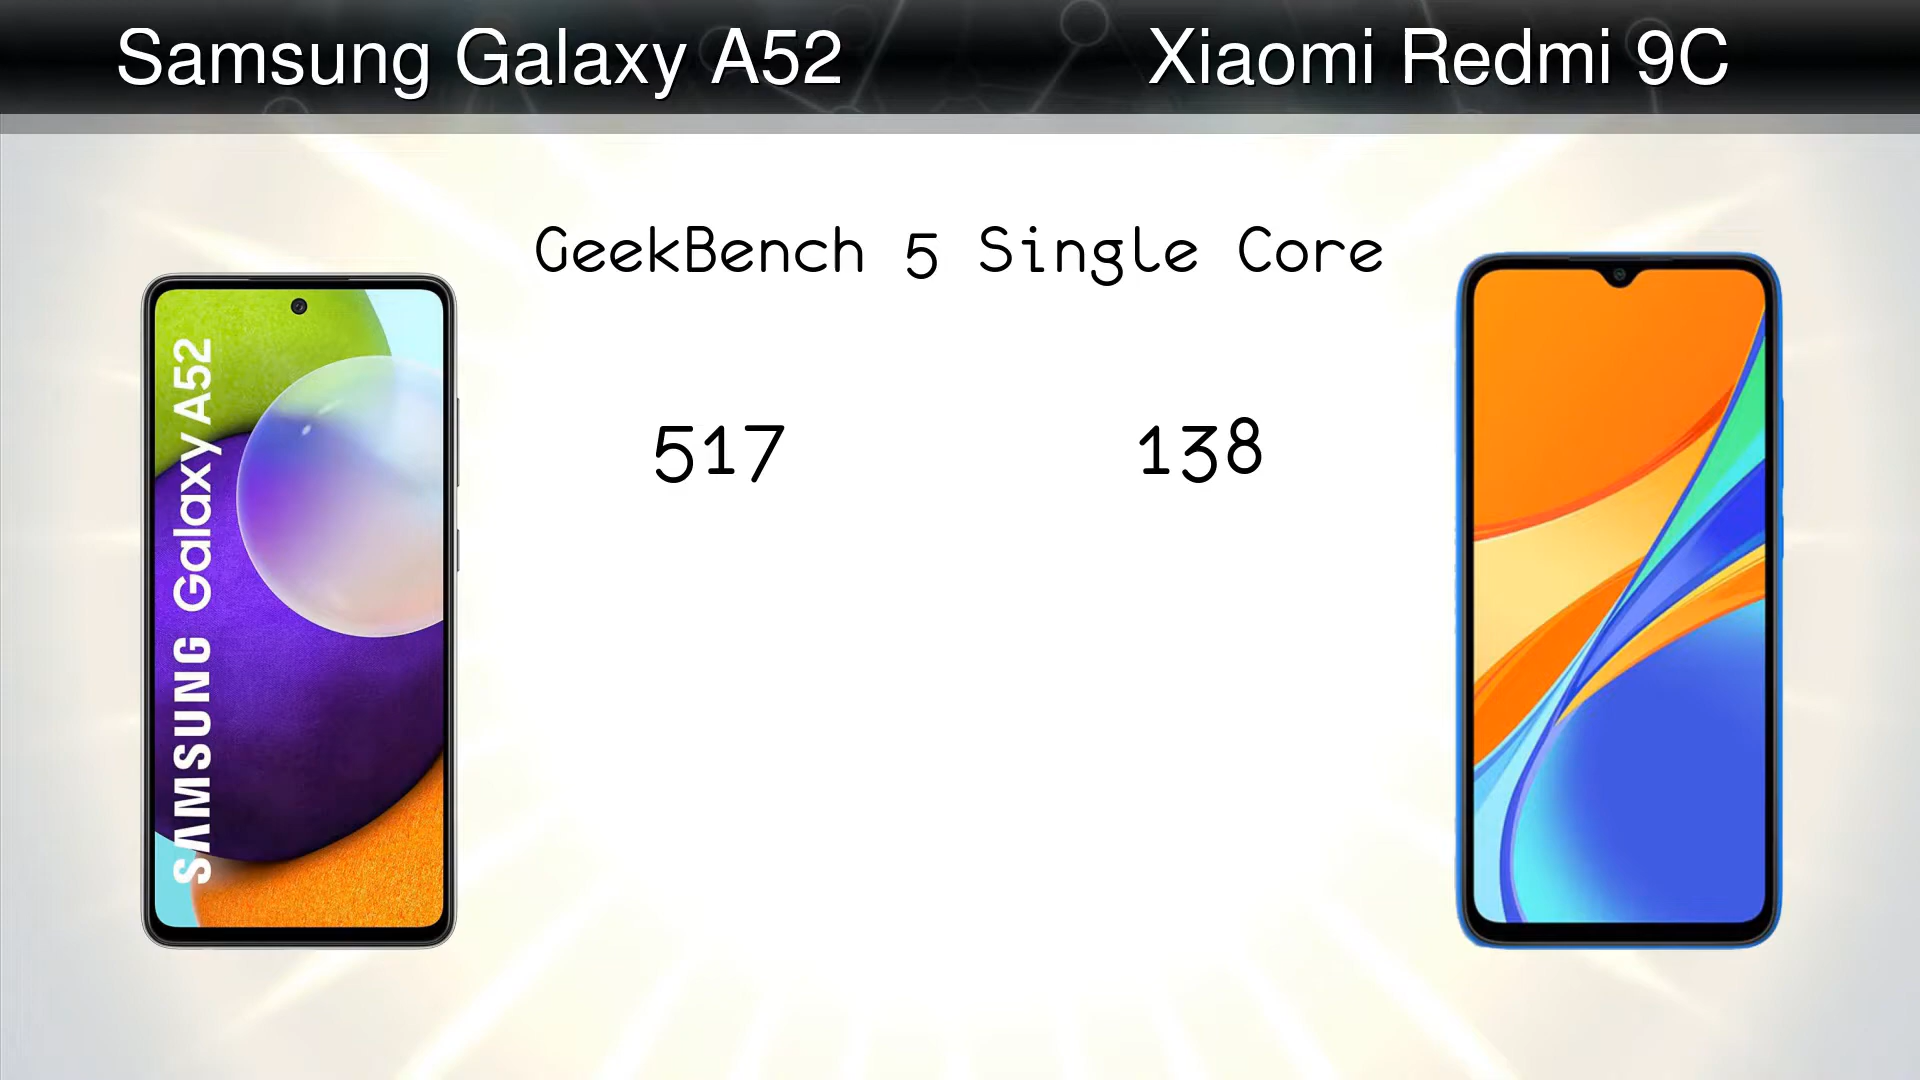 Samsung Galaxy A52
Xiaomi Redmi 9C
GeekBench 5 Single Core
517
138
SAMSUNG Galaxy A52